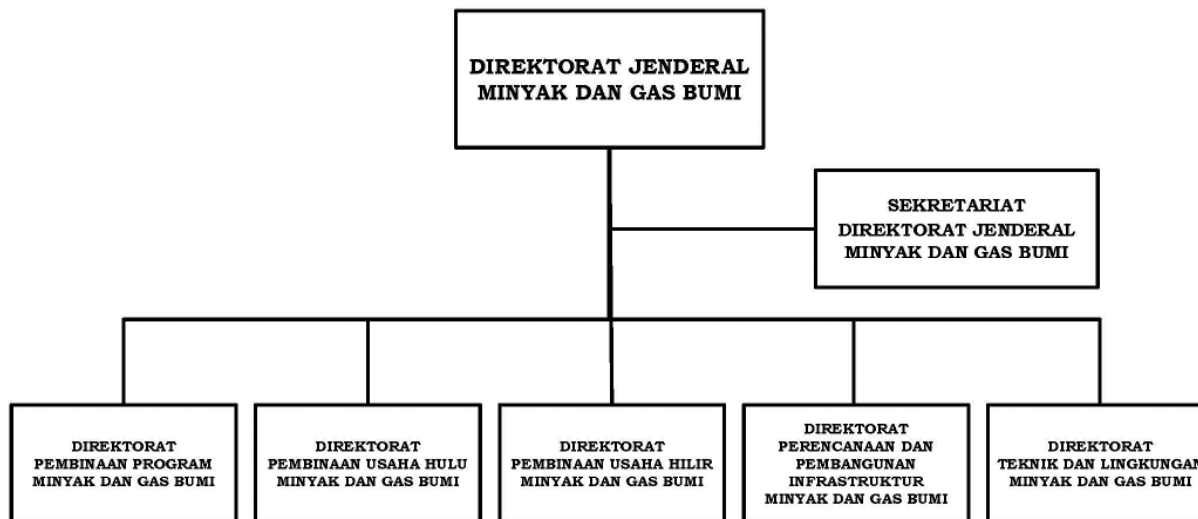 DIREKTORAT JENDERAL
MINYAK DAN GAS BUMI
SEKRETARIAT
DIREKTORAT JENDERAL
MINYAK DAN GAS BUMI
DIREKTORAT
PEMBINAAN PROGRAM
MINYAK DAN GAS BUMI
DIREKTORAT
PEMBINAAN USAHA HULU
MINYAK DAN GAS BUMI
DIREKTORAT
PEMBINAAN USAHA HILIR
MINYAK DAN GAS BUMI
DIREKTORAT
PERENCANAAN DAN
PEMBANGUNAN
INFRASTRUKTUR
MINYAK DAN GAS BUMI
DIREKTORAT
TEKNIK DAN LINGKUNGAN
MINYAK DAN GAS BUMI